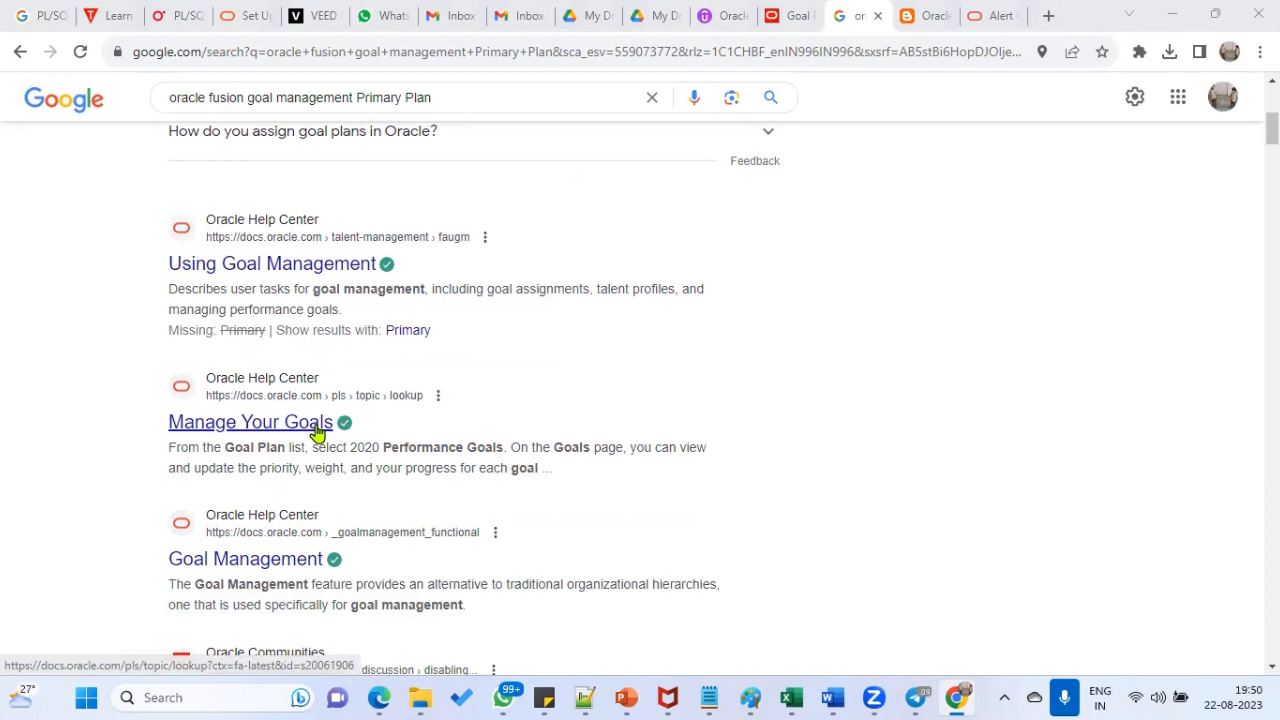 PL/SQ
Learn
PL/SQ
Set Up
VEED
Whats
Inbox
Inbox
My D
My D
Oracle
Goal P
or
Oracle
Alert
google.com/search?q=oracle+fusion+goal+management+Primary+Plan&sca_esv=559073772&rlz=1C1CHBF_enIN996IN996&sxsrf=AB5stBi6HopDJOlje...
Google
oracle fusion goal management Primary Plan
How do you assign goal plans in Oracle?
Feedback
Oracle Help Center
https://docs.oracle.com › talent-management › faugm
Using Goal Management
Describes user tasks for goal management, including goal assignments, talent profiles, and
managing performance goals.
Missing: Primary | Show results with: Primary
Oracle Help Center
https://docs.oracle.com › pls › topic › lookup
Manage Your Goals
From the Goal Plan list, select 2020 Performance Goals. On the Goals page, you can view
and update the priority, weight, and your progress for each goal ...
Oracle Help Center
https://docs.oracle.com › _goalmanagement_functional
Goal Management
The Goal Management feature provides an alternative to traditional organizational hierarchies,
one that is used specifically for goal management.
Oracle Communities
https://docs.oracle.com/pls/topic/lookup?ctx=fa-latest&id=s20061906
discussion › disabling...
27°
Search
99+
09
ENG
IN
19:50
22-08-2023